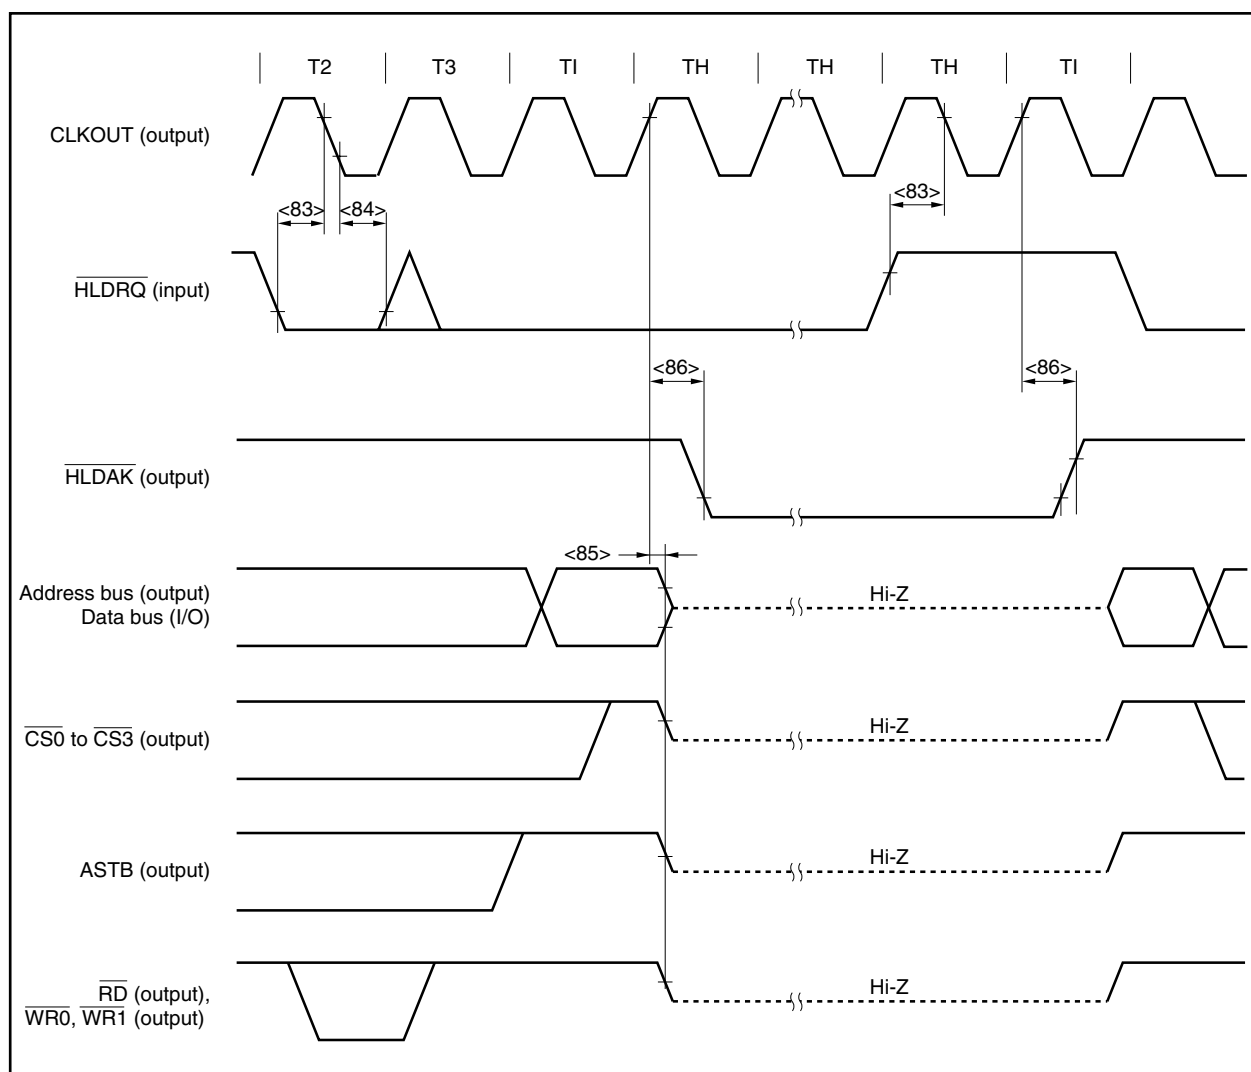 T2 T3 TI TH TH TH TI
CLKOUT (output)
<83> <84> <83>
HLDRQ (input)
<86> <86>
HLDAK (output)
<85>
Address bus (output)
Data bus (I/O)
Hi-Z
CS0 to CS3 (output)
Hi-Z
ASTB (output)
Hi-Z
RD (output),
WR0, WR1 (output)
Hi-Z